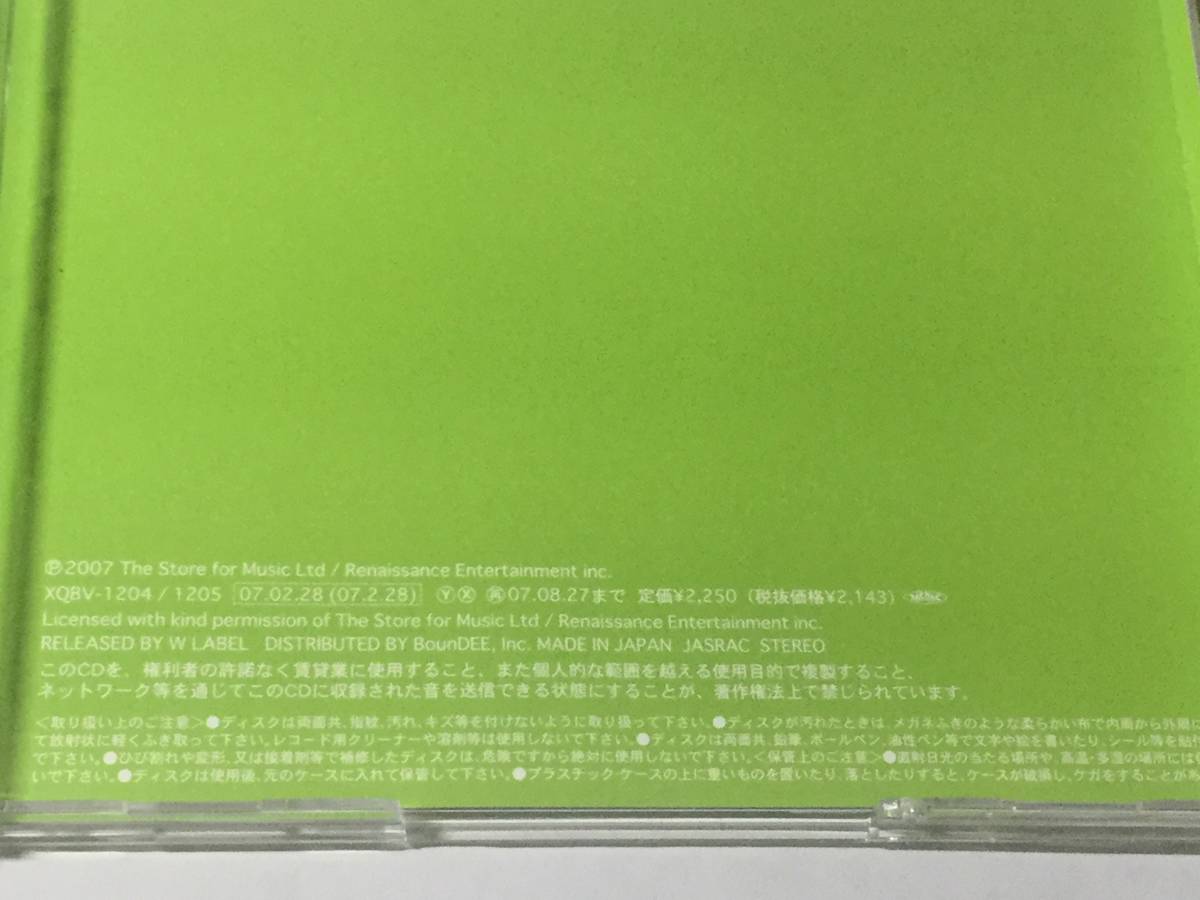 ℗2007 The Store for Music Ltd / Renaissance Entertainment inc.
XQBV-1204 / 1205 07.02.28 (07.2.28) Ⓨ Ⓧ 07.08.27まで 定価¥2,250 (税抜価格¥2,143)
Licensed with kind permission of The Store for Music Ltd / Renaissance Entertainment inc.
RELEASED BY W LABEL DISTRIBUTED BY BounDEE, Inc. MADE IN JAPAN JASRAC STEREO
このCDを、権利者の許諾なく賃貸業に使用すること、また個人的な範囲を越える使用目的で複製すること、
ネットワーク等を通じてこのCDに収録された音を送信できる状態にすることが、著作権法上で禁じられています。
<取り扱い上のご注意>●ディスクは両面共、指紋、汚れ、キズ等を付けないように取り扱って下さい。●ディスクが汚れたときは、メガネふきのような柔らかい布で内周から外周に
て放射状に軽くふき取って下さい。レコード用クリーナーや溶剤等は使用しないで下さい。●ディスクは両面共、鉛筆、ボールペン、油性ペン等で文字や絵を書いたり、シール等を貼
で下さい。●ひび割れや変形、又は接着剤等で補修したディスクは、危険ですから絶対に使用しないで下さい。<保管上のご注意>●直射日光の当たる場所や、高温・多湿の場所には
いで下さい。●ディスクは使用後、元のケースに入れて保管して下さい。●プラスチックケースの上に重いものを置いたり、落としたりすると、ケースが破損し、ケガをすることが